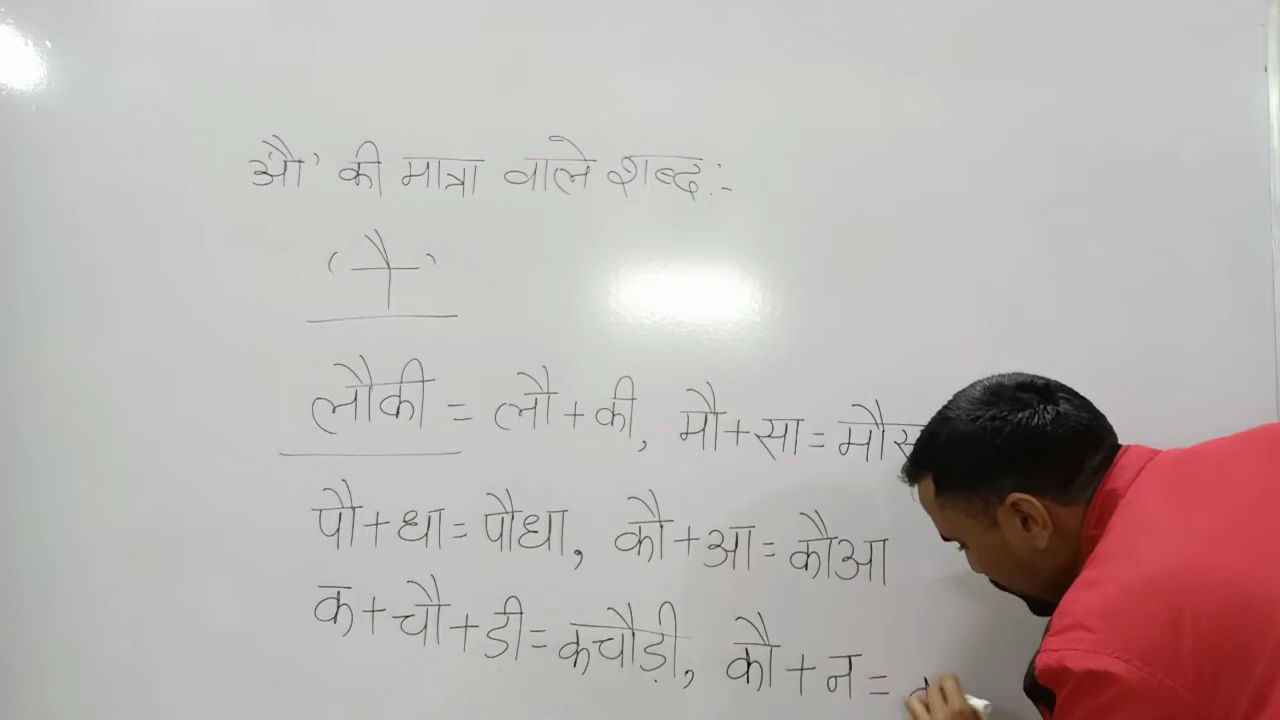 'औ' की मात्रा वाले शब्द:-
( ौ )
लौकी = लौ+की, मौ+सा=
पौ+धा=पौधा, कौ+आ=कौआ
क+चौ+डी=कचौड़ी, कौ+न=